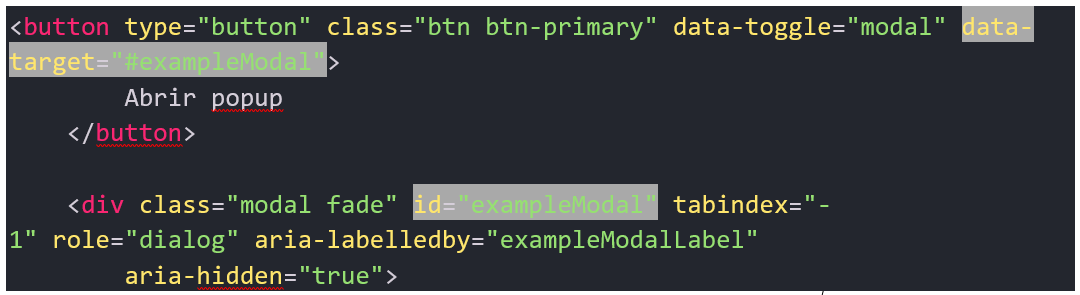 <button type="button" class="btn btn-primary" data-toggle="modal" data-
target="#exampleModal">
Abrir popup
</button>
<div class="modal fade" id="exampleModal" tabindex="-
1" role="dialog" aria-labelledby="exampleModalLabel"
aria-hidden="true">